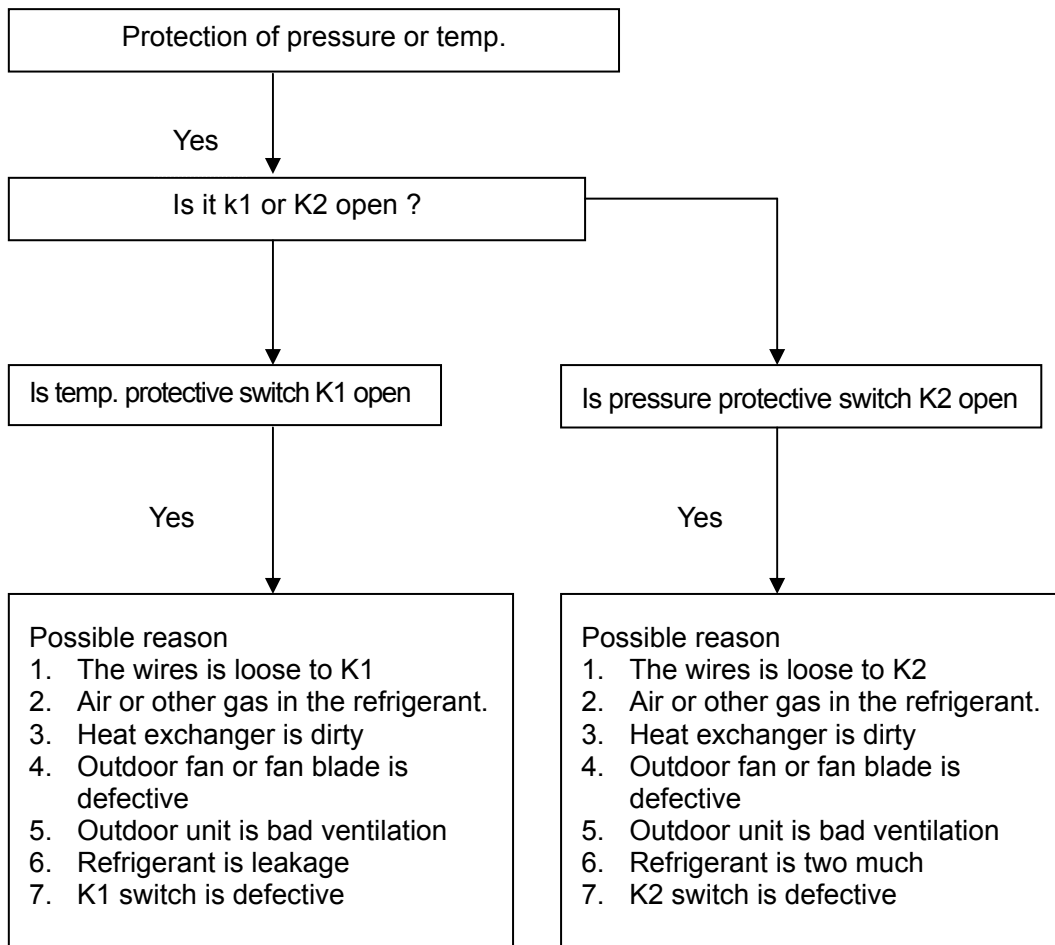 Protection of pressure or temp.
Yes
Is it k1 or K2 open ?
Is temp. protective switch K1 open
Is pressure protective switch K2 open
Yes
Yes
Possible reason
1. The wires is loose to K1
2. Air or other gas in the refrigerant.
3. Heat exchanger is dirty
4. Outdoor fan or fan blade is
defective
5. Outdoor unit is bad ventilation
6. Refrigerant is leakage
7. K1 switch is defective
Possible reason
1. The wires is loose to K2
2. Air or other gas in the refrigerant.
3. Heat exchanger is dirty
4. Outdoor fan or fan blade is
defective
5. Outdoor unit is bad ventilation
6. Refrigerant is two much
7. K2 switch is defective